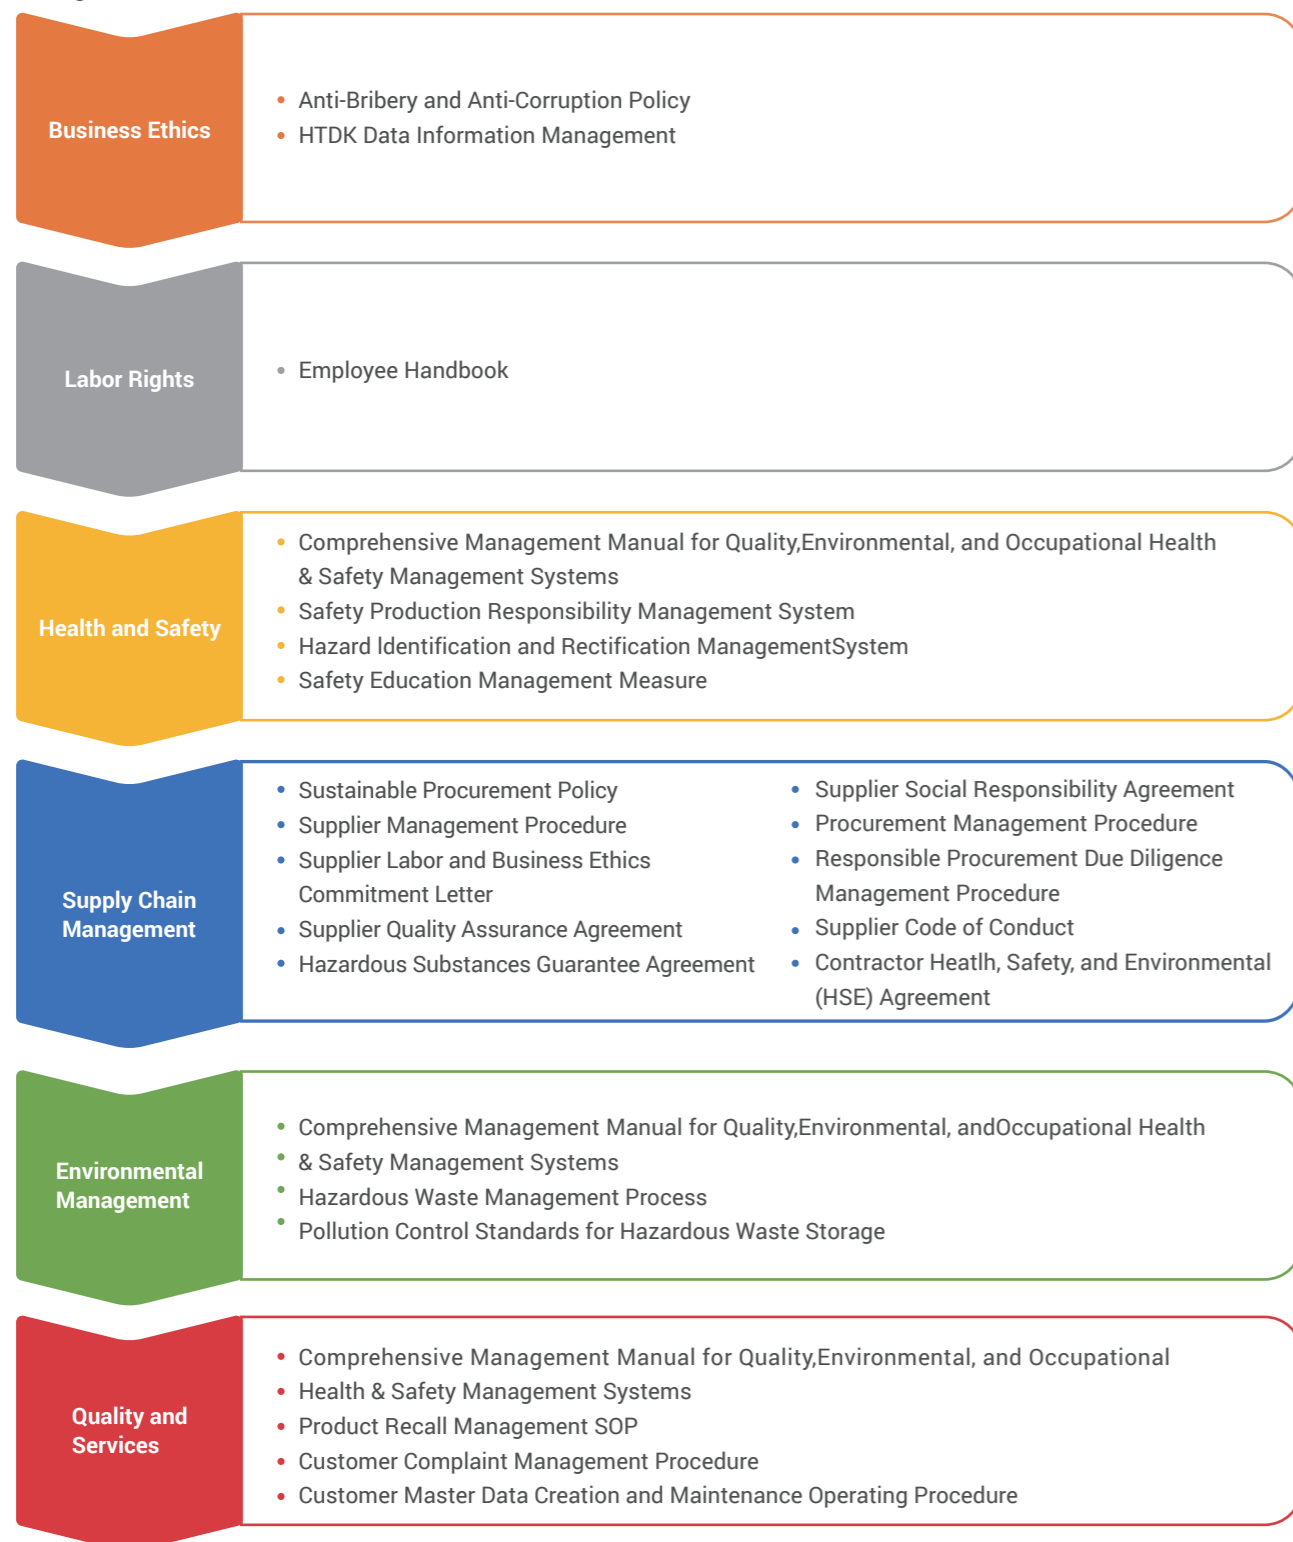 Business Ethics
• Anti-Bribery and Anti-Corruption Policy
• HTDK Data Information Management
Labor Rights
• Employee Handbook
Health and Safety
• Comprehensive Management Manual for Quality,Environmental, and Occupational Health
& Safety Management Systems
• Safety Production Responsibility Management System
• Hazard ldentification and Rectification ManagementSystem
• Safety Education Management Measure
Supply Chain
Management
• Sustainable Procurement Policy
• Supplier Management Procedure
• Supplier Labor and Business Ethics
Commitment Letter
• Supplier Quality Assurance Agreement
• Hazardous Substances Guarantee Agreement
• Supplier Social Responsibility Agreement
• Procurement Management Procedure
• Responsible Procurement Due Diligence
Management Procedure
• Supplier Code of Conduct
• Contractor Heatlh, Safety, and Environmental
(HSE) Agreement
Environmental
Management
• Comprehensive Management Manual for Quality,Environmental, andOccupational Health
• & Safety Management Systems
• Hazardous Waste Management Process
• Pollution Control Standards for Hazardous Waste Storage
Quality and
Services
• Comprehensive Management Manual for Quality,Environmental, and Occupational
• Health & Safety Management Systems
• Product Recall Management SOP
• Customer Complaint Management Procedure
• Customer Master Data Creation and Maintenance Operating Procedure